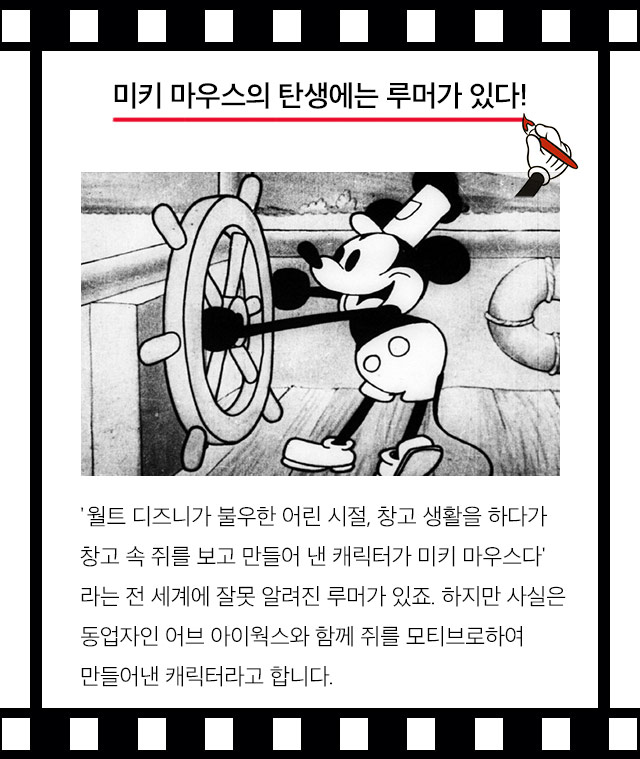 미키 마우스의 탄생에는 루머가 있다!
'월트 디즈니가 불우한 어린 시절, 창고 생활을 하다가
창고 속 쥐를 보고 만들어 낸 캐릭터가 미키 마우스다'
라는 전 세계에 잘못 알려진 루머가 있죠. 하지만 사실은
동업자인 어브 아이웍스와 함께 쥐를 모티브로하여
만들어낸 캐릭터라고 합니다.